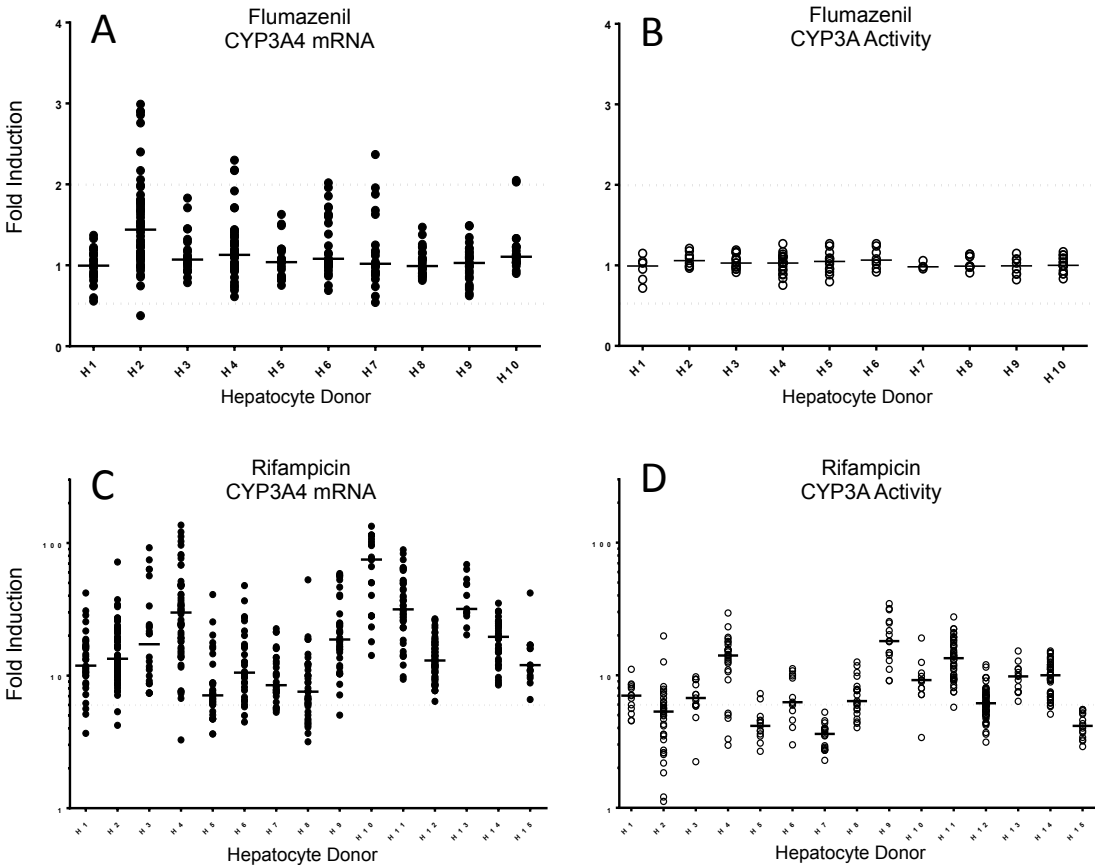 A
Flumazenil
CYP3A4 mRNA
Fold Induction
4
3
2
1
0
H1
H2
H3
H4
H5
H6
H7
H8
H9
H10
Hepatocyte Donor
B
Flumazenil
CYP3A Activity
4
3
2
1
0
H1
H2
H3
H4
H5
H6
H7
H8
H9
H10
Hepatocyte Donor
C
Rifampicin
CYP3A4 mRNA
Fold Induction
100
10
1
H1
H2
H3
H4
H5
H6
H7
H8
H9
H10
H11
H12
H13
H14
H15
Hepatocyte Donor
D
Rifampicin
CYP3A Activity
100
10
1
H1
H2
H3
H4
H5
H6
H7
H8
H9
H10
H11
H12
H13
H14
H15
Hepatocyte Donor